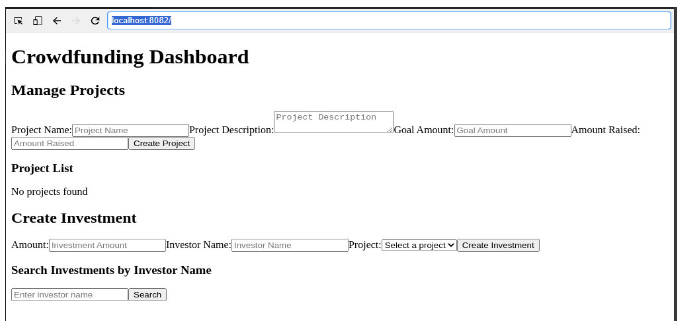 localhost:8082/
Crowdfunding Dashboard
Manage Projects
Project Name: Project Name Project Description: Project Description Goal Amount: Goal Amount Amount Raised:
Amount Raised Create Project
Project List
No projects found
Create Investment
Amount: Investment Amount Investor Name: Investor Name Project: Select a project Create Investment
Search Investments by Investor Name
Enter investor name Search